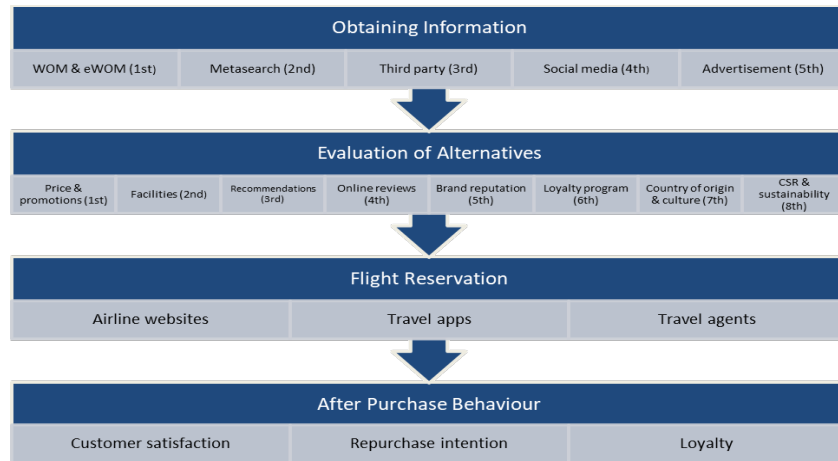 Obtaining Information
WOM & eWOM (1st)
Metasearch (2nd)
Third party (3rd)
Social media (4th)
Advertisement (5th)
Evaluation of Alternatives
Price &
promotions (1st)
Facilities (2nd)
Recommendations
(3rd)
Online reviews
(4th)
Brand reputation
(5th)
Loyalty program
(6th)
Country of origin
& culture (7th)
CSR &
sustainability
(8th)
Flight Reservation
Airline websites
Travel apps
Travel agents
After Purchase Behaviour
Customer satisfaction
Repurchase intention
Loyalty